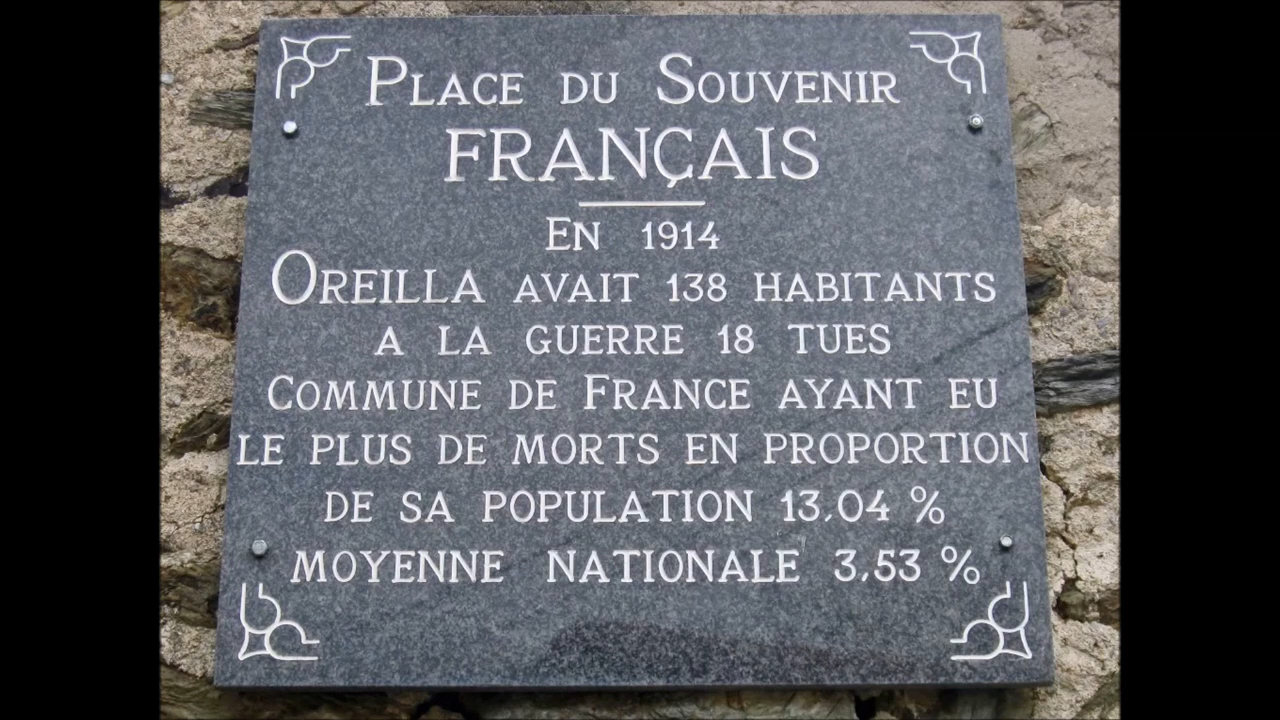 PLACE DU SOUVENIR
FRANÇAIS
EN 1914
OREILLA AVAIT 138 HABITANTS
A LA GUERRE 18 TUES
COMMUNE DE FRANCE AYANT EU
LE PLUS DE MORTS EN PROPORTION
DE SA POPULATION 13,04 %
MOYENNE NATIONALE 3,53 %